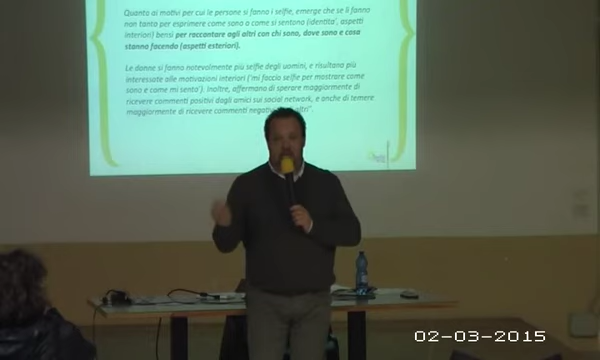 Quanto ai motivi per cui le persone si fanno i selfie, emerge che se li fanno
non tanto per esprimere come sono o come si sentono (identita', aspetti
interiori) bensì per raccontare agli altri con chi sono, dove sono e cosa
stanno facendo (aspetti esteriori).
Le donne si fanno notevolmente più selfie degli uomini, e risultano più
interessate alle motivazioni interiori ('mi faccio selfie per mostrare come
sono e come mi sento'). Inoltre, affermano di sperare maggiormente di
ricevere commenti positivi dagli amici sui social network, e anche di temere
maggiormente di ricevere commenti negativi altri".
02-03-2015